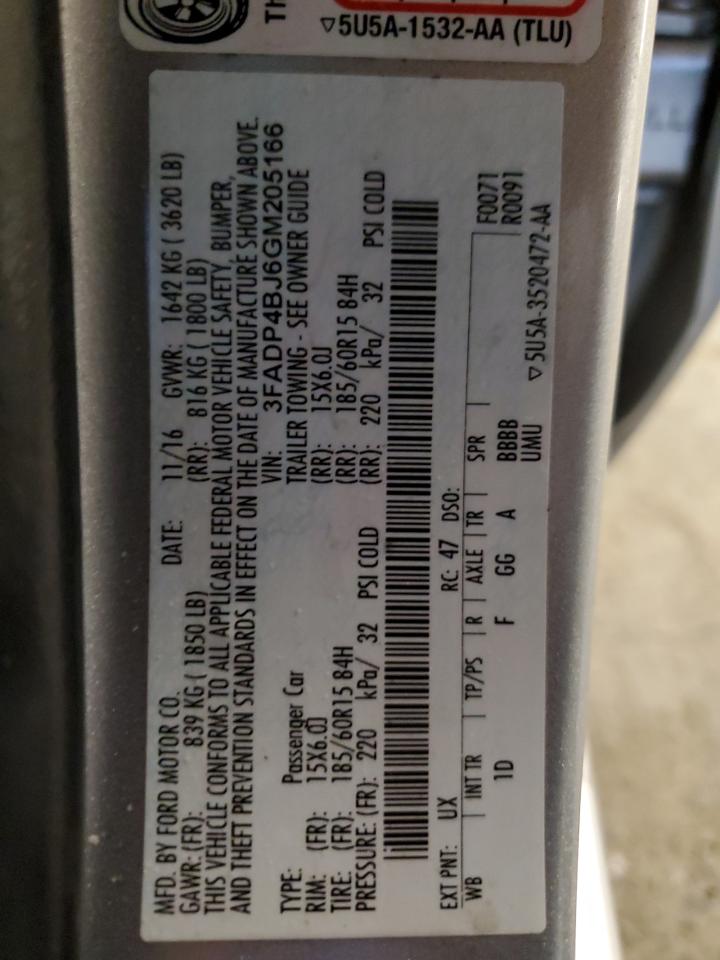 TH
▽5U5A-1532-AA (TLU)
MFD. BY FORD MOTOR CO. DATE: 11/16 GVWR: 1642 KG ( 3620 LB)
GAWR: (FR): 839 KG ( 1850 LB) (RR): 816 KG ( 1800 LB)
THIS VEHICLE CONFORMS TO ALL APPLICABLE FEDERAL MOTOR VEHICLE SAFETY, BUMPER,
AND THEFT PREVENTION STANDARDS IN EFFECT ON THE DATE OF MANUFACTURE SHOWN ABOVE.
VIN: 3FADP4BJ6GM205166
TYPE: Passenger Car TRAILER TOWING - SEE OWNER GUIDE
RIM: (FR): 15X6.0J (RR): 15X6.0J
TIRE: (FR): 185/60R15 84H (RR): 185/60R15 84H
PRESSURE: (FR): 220 kPa/ 32 PSI COLD (RR): 220 kPa/ 32 PSI COLD
EXT PNT: UX RC: 47 DSO:
WB INT TR TP/PS R AXLE TR SPR F0071
1D F GG A BBBB R0091
UMU
▽5U5A-3520472-AA